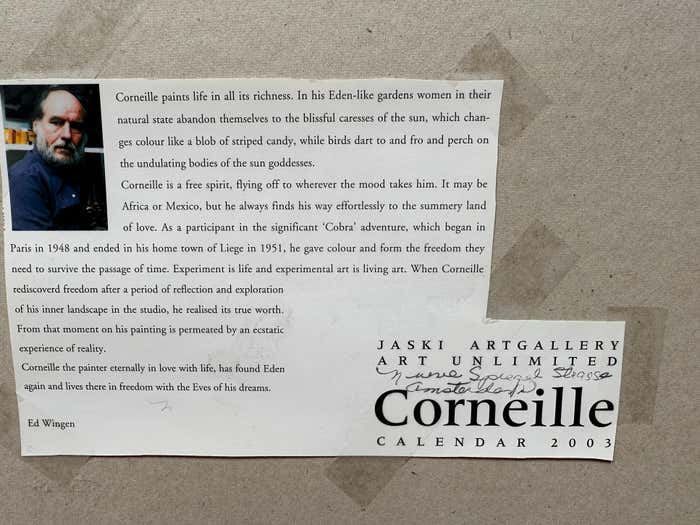 Corneille paints life in all its richness. In his Eden-like gardens women in their
natural state abandon themselves to the blissful caresses of the sun, which chan-
ges colour like a blob of striped candy, while birds dart to and fro and perch on
the undulating bodies of the sun goddesses.
Corneille is a free spirit, flying off to wherever the mood takes him. It may be
Africa or Mexico, but he always finds his way effortlessly to the summery land
of love. As a participant in the significant ‘Cobra’ adventure, which began in
Paris in 1948 and ended in his home town of Liege in 1951, he gave colour and form the freedom they
need to survive the passage of time. Experiment is life and experimental art is living art. When Corneille
rediscoverd freedom after a period of reflection and exploration
of his inner landscape in the studio, he realised its true worth.
From that moment on his painting is permeated by an ecstatic
experience of reality.
Corneille the painter eternally in love with life, has found Eden
again and lives there in freedom with the Eves of his dreams.
Ed Wingen
JASKI ARTGALLERY
ART UNLIMITED
Spiegel Strasse
Amsterdam
Corneille
CALENDAR 2003